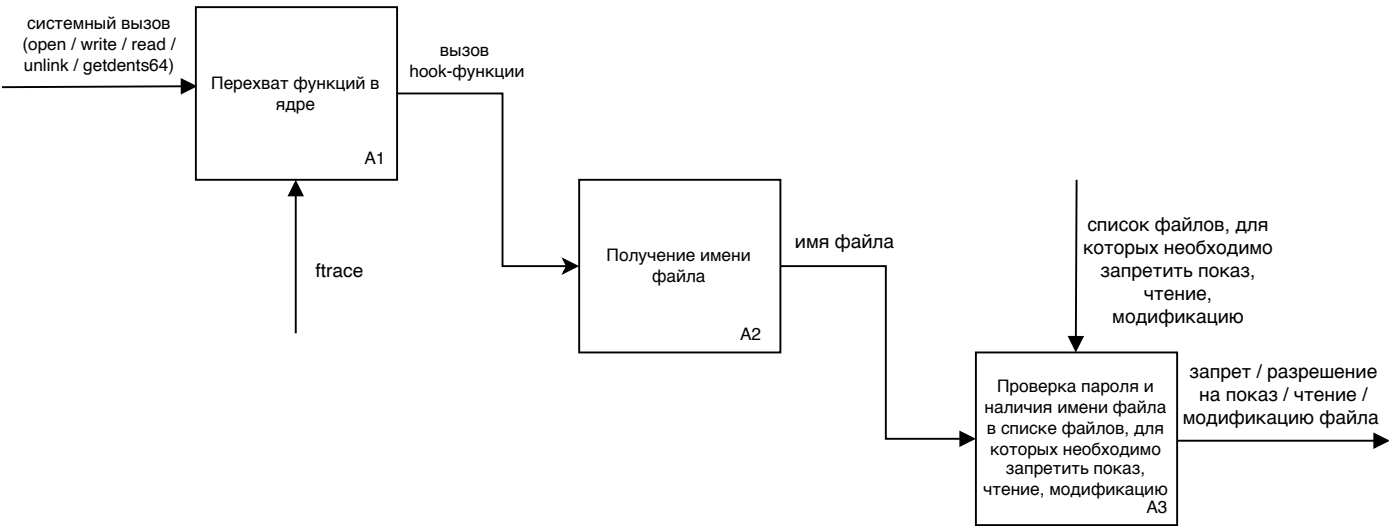 системный вызов
(open / write / read /
unlink / getdents64)
Перехват функций в
ядре
A1
вызов
hook-функции
ftrace
Получение имени
файла
A2
имя файла
список файлов, для
которых необходимо
запретить показ,
чтение,
модификацию
Проверка пароля и
наличия имени файла
в списке файлов, для
которых необходимо
запретить показ,
чтение, модификацию
A3
запрет / разрешение
на показ / чтение /
модификацию файла